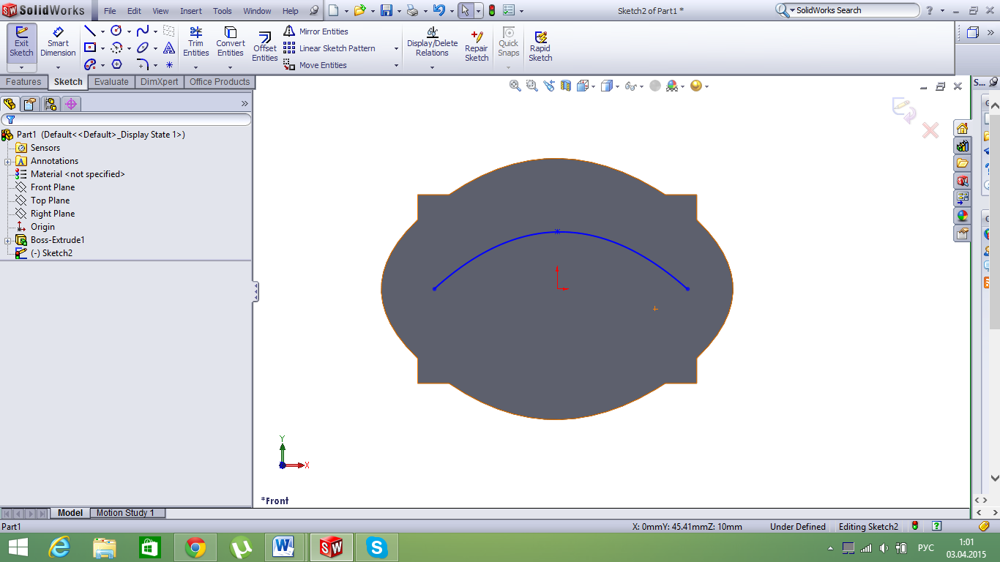 SolidWorks File Edit View Insert Tools Window Help Sketch2 of Part1 * SolidWorks Search
Exit Sketch
Smart Dimension
Trim Entities
Convert Entities
Offset Entities
Mirror Entities
Linear Sketch Pattern
Move Entities
Display/Delete Relations
Repair Sketch
Quick Snaps
Rapid Sketch
Features Sketch Evaluate DimXpert Office Products
S...
Part1 (Default<<Default>_Display State 1>)
Sensors
Annotations
Material <not specified>
Front Plane
Top Plane
Right Plane
Origin
Boss-Extrude1
(-) Sketch2
Y
X
*Front
Model Motion Study 1
Part1 X: 0mmY: 45.41mmZ: 10mm Under Defined Editing Sketch2
РУС
1:01
03.04.2015